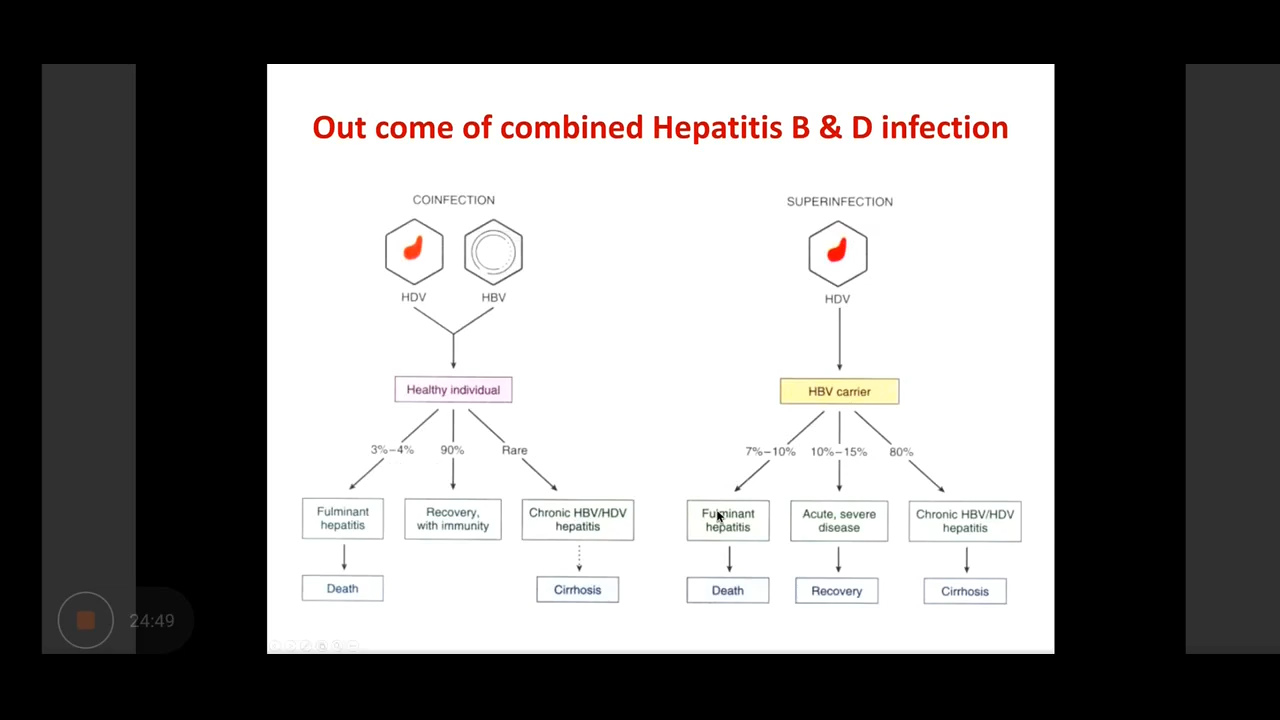 Out come of combined Hepatitis B & D infection
COINFECTION
HDV
HBV
Healthy individual
3%–4%
90%
Rare
Fulminant
hepatitis
Recovery,
with immunity
Chronic HBV/HDV
hepatitis
Death
Cirrhosis
SUPERINFECTION
HDV
HBV carrier
7%–10%
10%–15%
80%
Fulminant
hepatitis
Acute, severe
disease
Chronic HBV/HDV
hepatitis
Death
Recovery
Cirrhosis
24:49